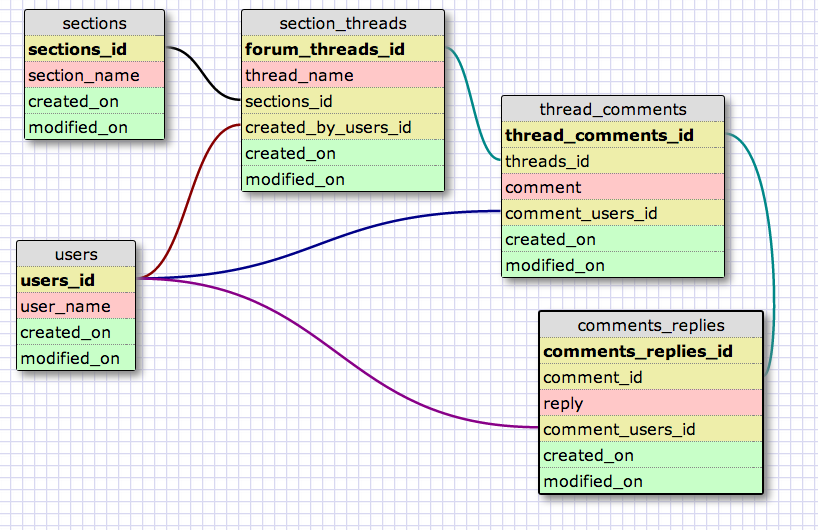 sections
sections_id
section_name
created_on
modified_on
section_threads
forum_threads_id
thread_name
sections_id
created_by_users_id
created_on
modified_on
thread_comments
thread_comments_id
threads_id
comment
comment_users_id
created_on
modified_on
users
users_id
user_name
created_on
modified_on
comments_replies
comments_replies_id
comment_id
reply
comment_users_id
created_on
modified_on